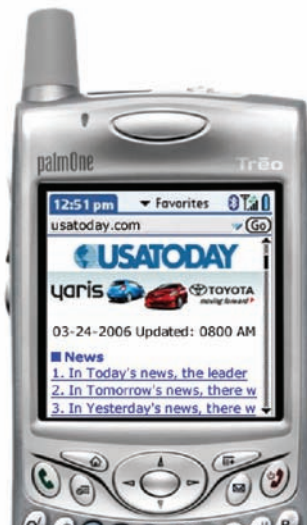 palmOne Trēo
12:51 pm Favorites
usatoday.com Go
USATODAY
yaris TOYOTA
moving forward
03-24-2006 Updated: 0800 AM
News
1. In Today's news, the leader
2. In Tomorrow's news, there w
3. In Yesterday's news, there w